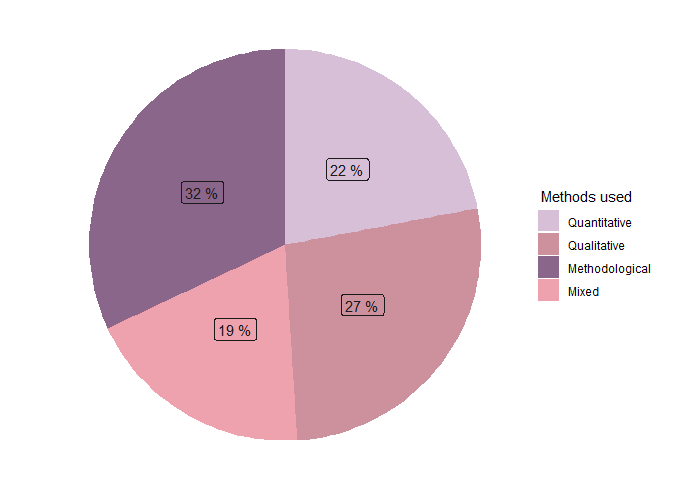 22 %
32 %
27 %
19 %
Methods used
Quantitative
Qualitative
Methodological
Mixed